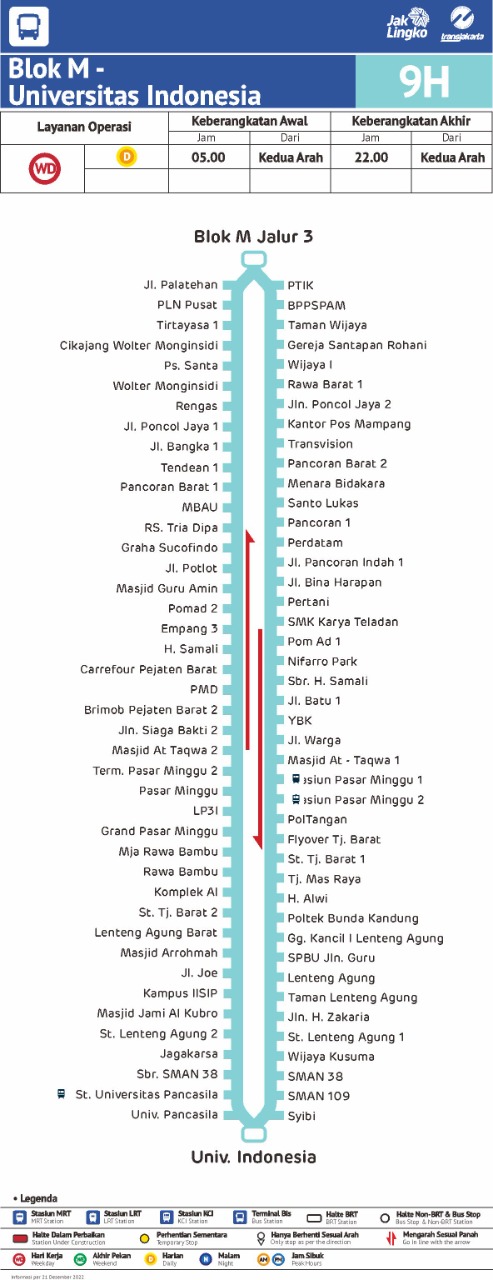 Jak
Lingko
transjakarta
Blok M -
Universitas Indonesia
9H
Layanan Operasi
Keberangkatan Awal
Keberangkatan Akhir
Jam
Dari
Jam
Dari
WD
D
05.00
Kedua Arah
22.00
Kedua Arah
Blok M Jalur 3
Jl. Palatehan
PLN Pusat
Tirtayasa 1
Cikajang Wolter Monginsidi
Ps. Santa
Wolter Monginsidi
Rengas
Jl. Poncol Jaya 1
Jl. Bangka 1
Tendean 1
Pancoran Barat 1
MBAU
RS. Tria Dipa
Graha Sucofindo
Jl. Potlot
Masjid Guru Amin
Pomad 2
Empang 3
H. Samali
Carrefour Pejaten Barat
PMD
Brimob Pejaten Barat 2
Jln. Siaga Bakti 2
Masjid At Taqwa 2
Term. Pasar Minggu 2
Pasar Minggu
LP3I
Grand Pasar Minggu
Mja Rawa Bambu
Rawa Bambu
Komplek AI
St. Tj. Barat 2
Lenteng Agung Barat
Masjid Arrohmah
Jl. Joe
Kampus IISIP
Masjid Jami Al Kubro
St. Lenteng Agung 2
Jagakarsa
Sbr. SMAN 38
St. Universitas Pancasila
Univ. Pancasila
PTIK
BPPSPAM
Taman Wijaya
Gereja Santapan Rohani
Wijaya I
Rawa Barat 1
Jln. Poncol Jaya 2
Kantor Pos Mampang
Transvision
Pancoran Barat 2
Menara Bidakara
Santo Lukas
Pancoran 1
Perdatam
Jl. Pancoran Indah 1
Jl. Bina Harapan
Pertani
SMK Karya Teladan
Pom Ad 1
Nifarro Park
Sbr. H. Samali
Jl. Batu 1
YBK
Jl. Warga
Masjid At - Taqwa 1
asiun Pasar Minggu 1
asiun Pasar Minggu 2
PolTangan
Flyover Tj. Barat
St. Tj. Barat 1
Tj. Mas Raya
H. Alwi
Poltek Bunda Kandung
Gg. Kancil I Lenteng Agung
SPBU Jln. Guru
Lenteng Agung
Taman Lenteng Agung
Jln. H. Zakaria
St. Lenteng Agung 1
Wijaya Kusuma
SMAN 38
SMAN 109
Syibi
Univ. Indonesia
• Legenda
Stasiun MRT
MRT Station
Stasiun LRT
LRT Station
Stasiun KCI
KCI Station
Terminal Bis
Bus Station
Halte BRT
BRT Station
Halte Non-BRT & Bus Stop
Bus Stop & Non-BRT Station
Halte Dalam Perbaikan
Station Under Construction
Perhentian Sementara
Temporary Stop
Hanya Berhenti Sesuai Arah
Only stop as per the direction
Mengarah Sesuai Panah
Go in line with the arrow
WD
Hari Kerja
Weekday
WE
Akhir Pekan
Weekend
D
Harian
Daily
N
Malam
Night
AM
PM
Jam Sibuk
Peak Hours
Informasi per 21 Desember 2021